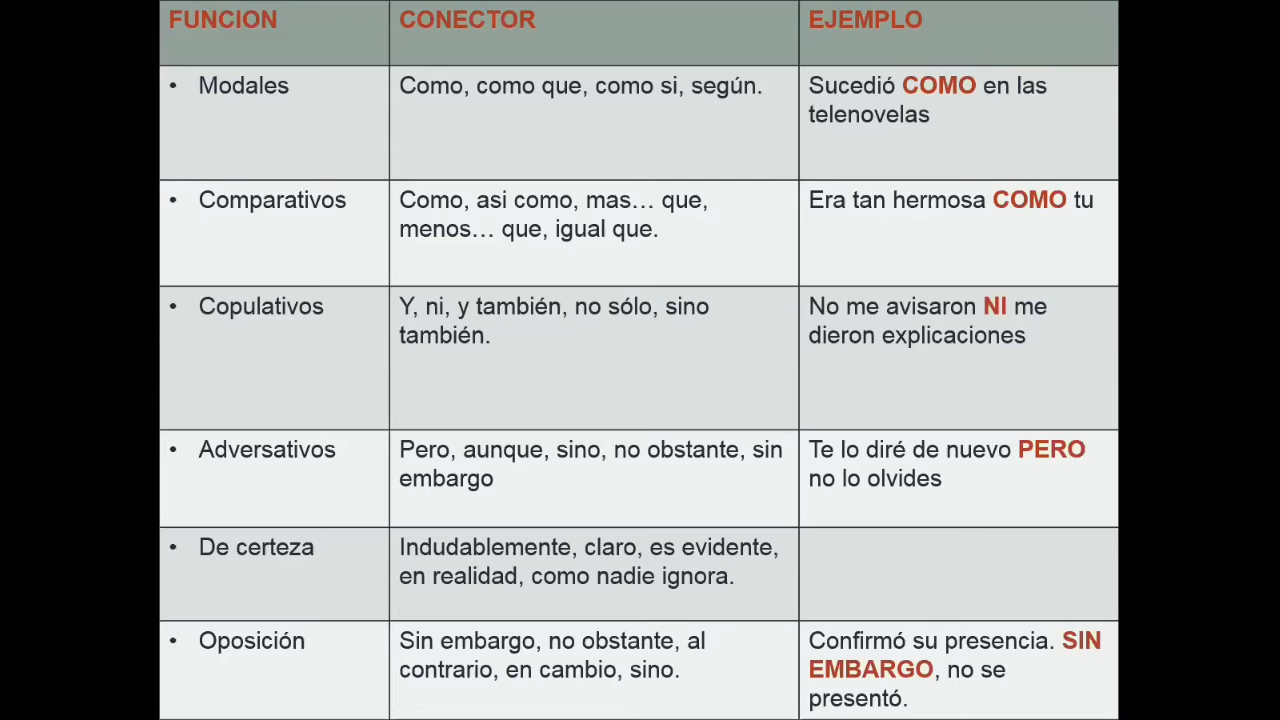 FUNCION CONECTOR EJEMPLO
• Modales Como, como que, como si, según. Sucedió COMO en las
telenovelas
• Comparativos Como, asi como, mas… que, Era tan hermosa COMO tu
menos… que, igual que.
• Copulativos Y, ni, y también, no sólo, sino No me avisaron NI me
también. dieron explicaciones
• Adversativos Pero, aunque, sino, no obstante, sin Te lo diré de nuevo PERO
embargo no lo olvides
• De certeza Indudablemente, claro, es evidente,
en realidad, como nadie ignora.
• Oposición Sin embargo, no obstante, al Confirmó su presencia. SIN
contrario, en cambio, sino. EMBARGO, no se
presentó.